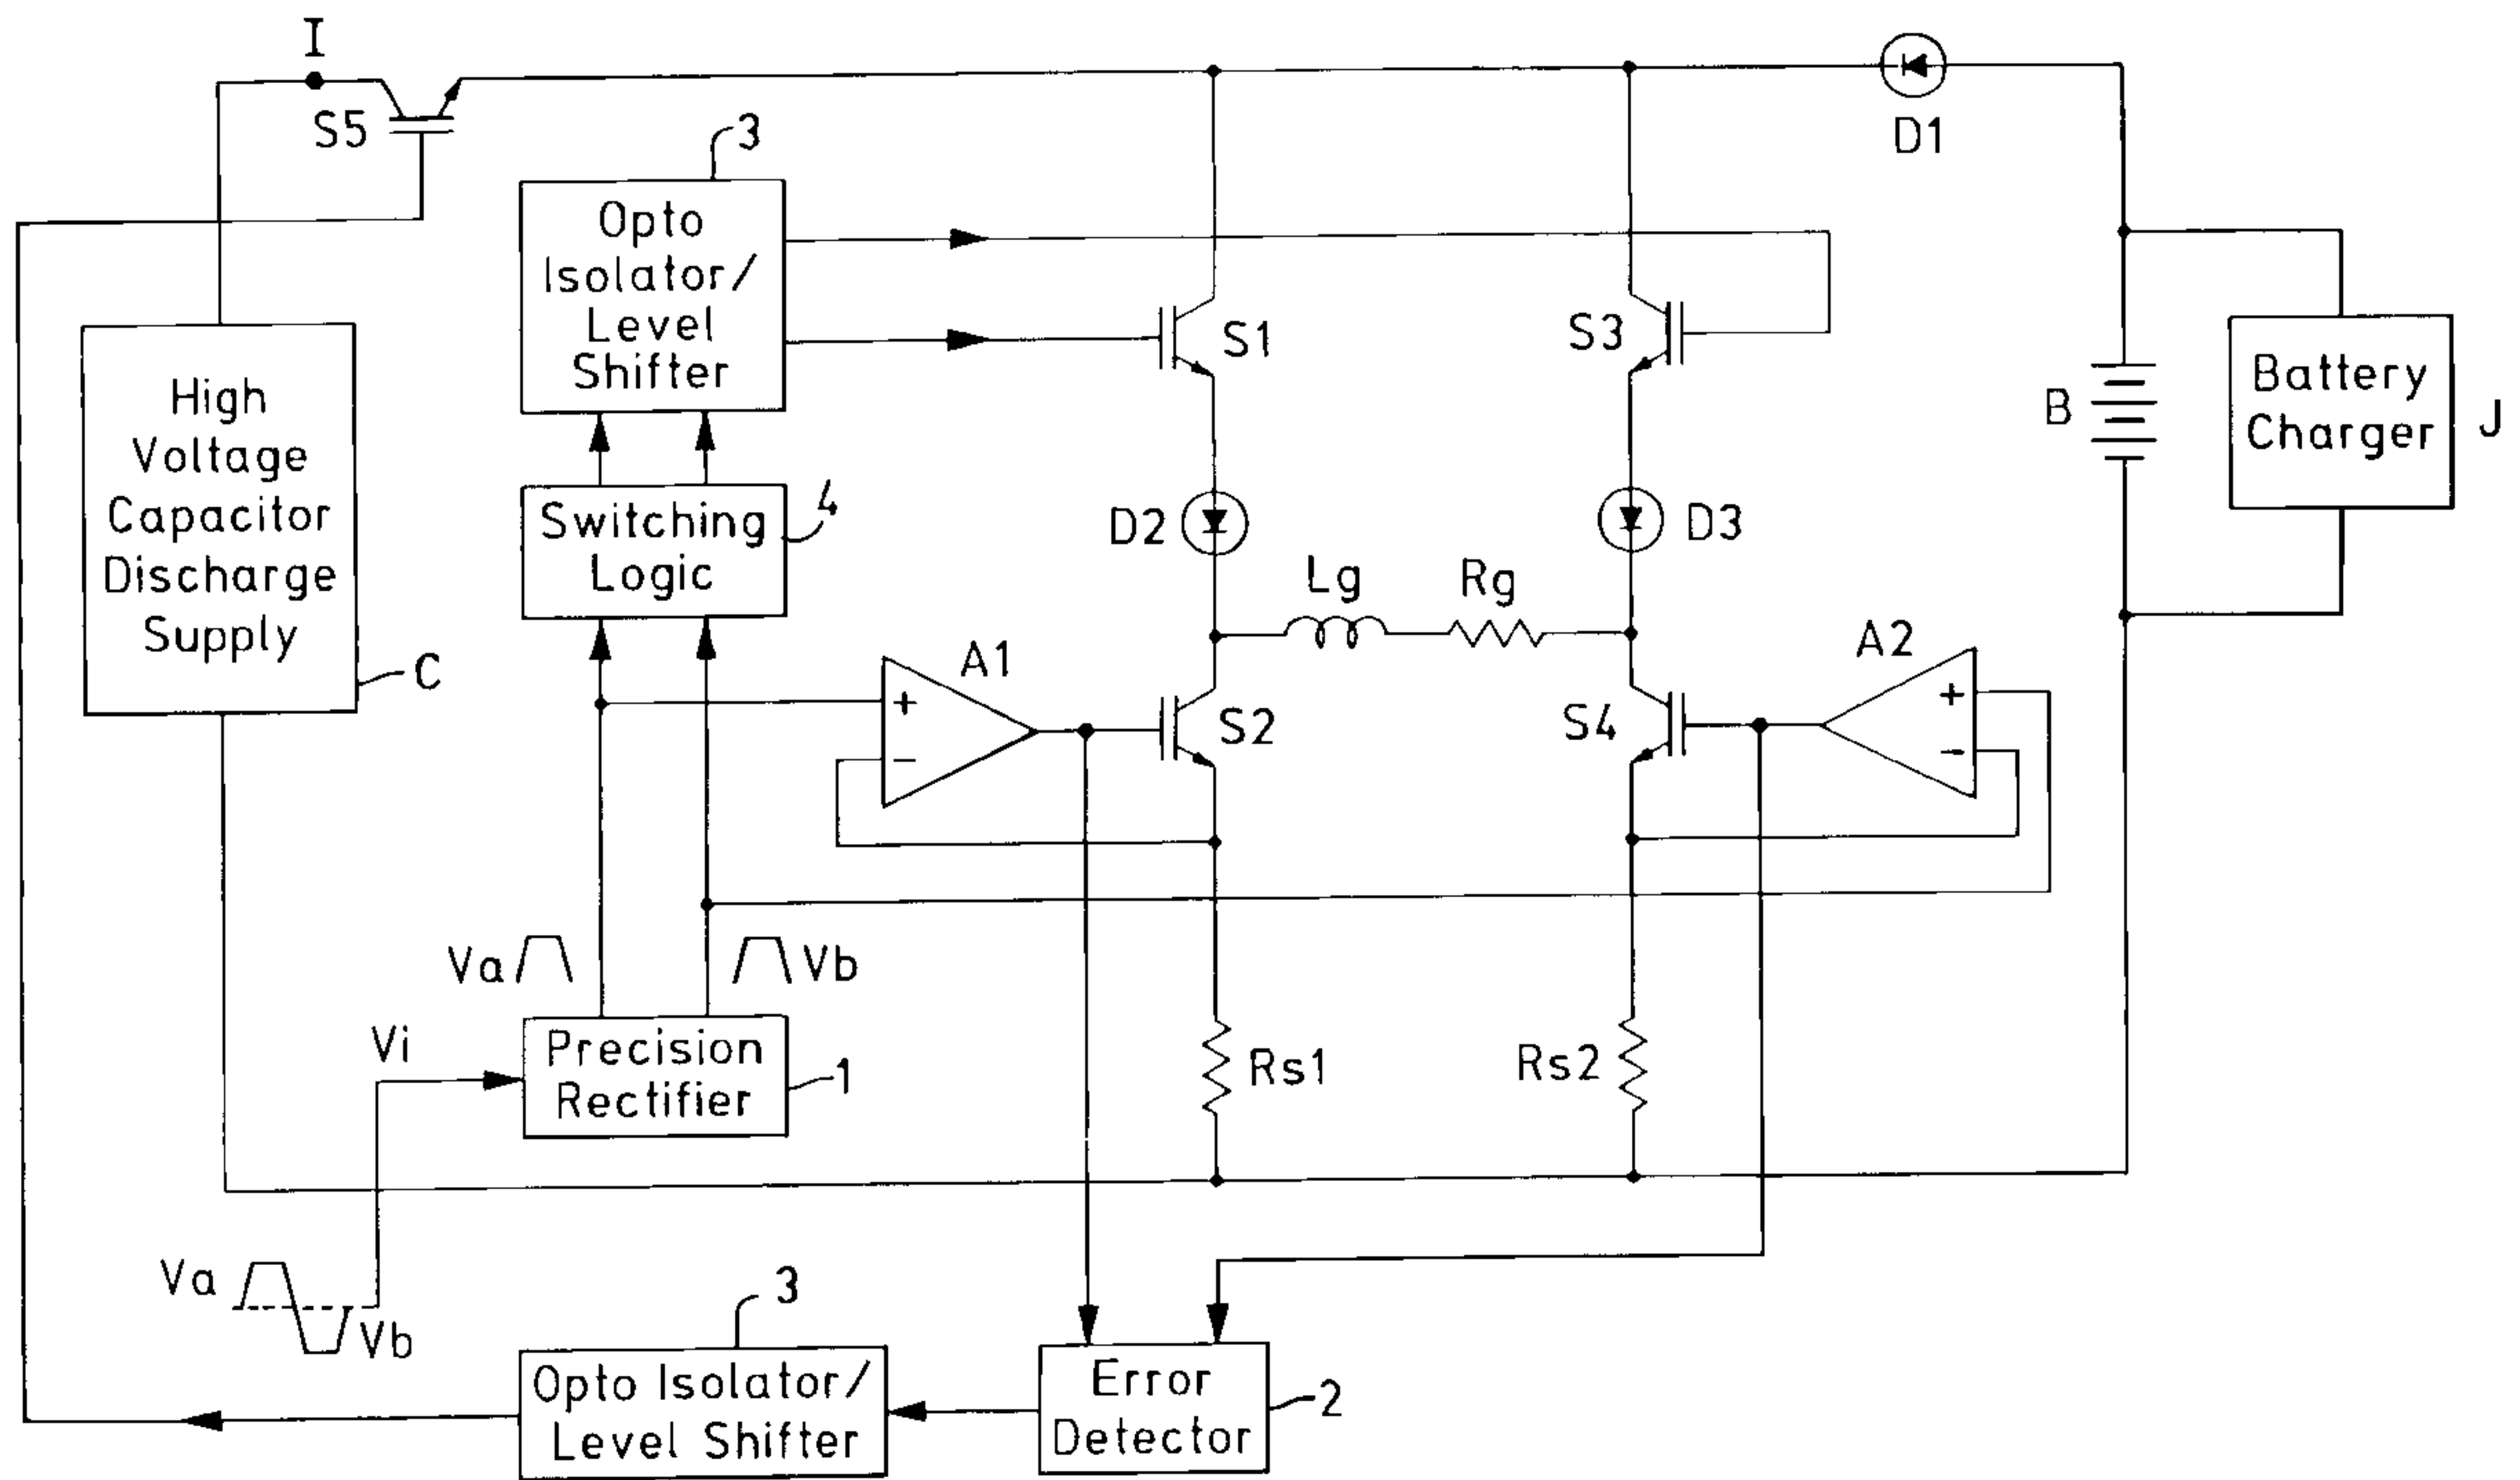 I
S5
D1
3
Opto
Isolator/
Level
Shifter
S1
S3
High
Voltage
Capacitor
Discharge
Supply
C
Battery
Charger
B
J
Switching
Logic
4
D2
D3
Lg
Rg
A1
A2
+
-
S2
S4
+
-
Va
Vb
Vi
Precision
Rectifier
1
Rs1
Rs2
Va
Vb
3
Opto Isolator/
Level Shifter
Error
Detector
2